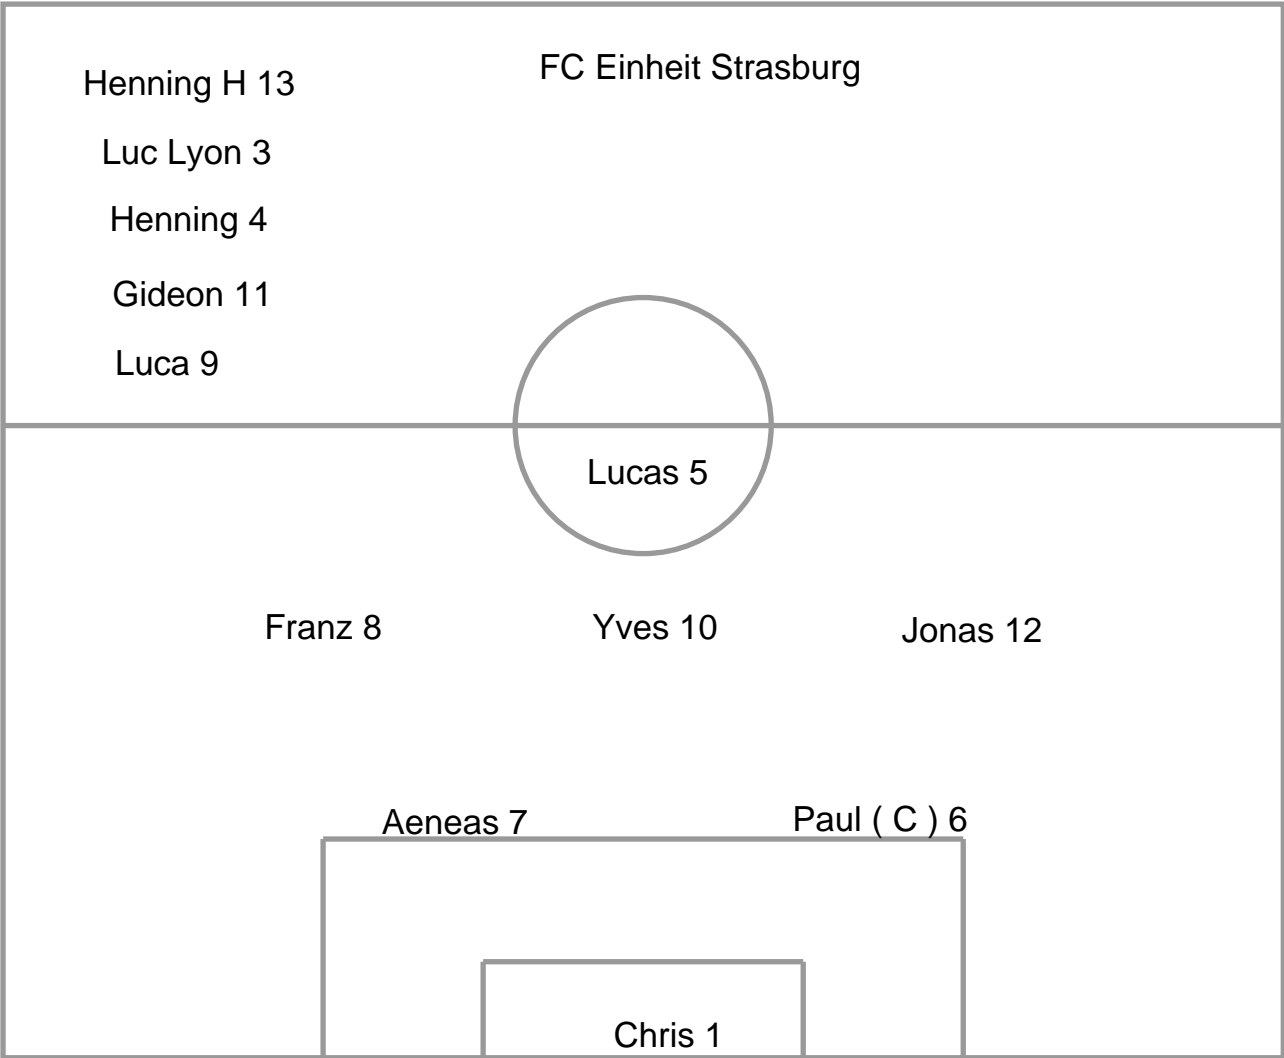 FC Einheit Strasburg
Henning H 13
Luc Lyon 3
Henning 4
Gideon 11
Luca 9
Lucas 5
Franz 8
Yves 10
Jonas 12
Aeneas 7
Paul ( C ) 6
Chris 1